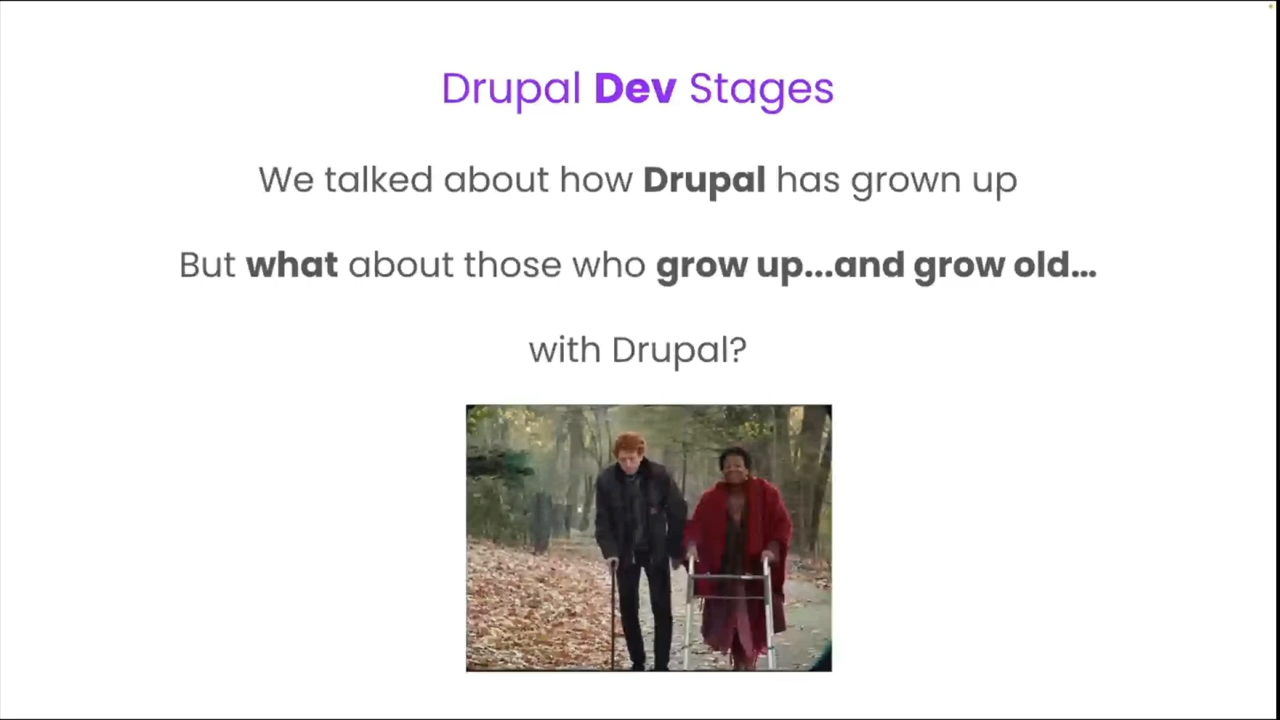 Drupal Dev Stages
We talked about how Drupal has grown up
But what about those who grow up...and grow old...
with Drupal?